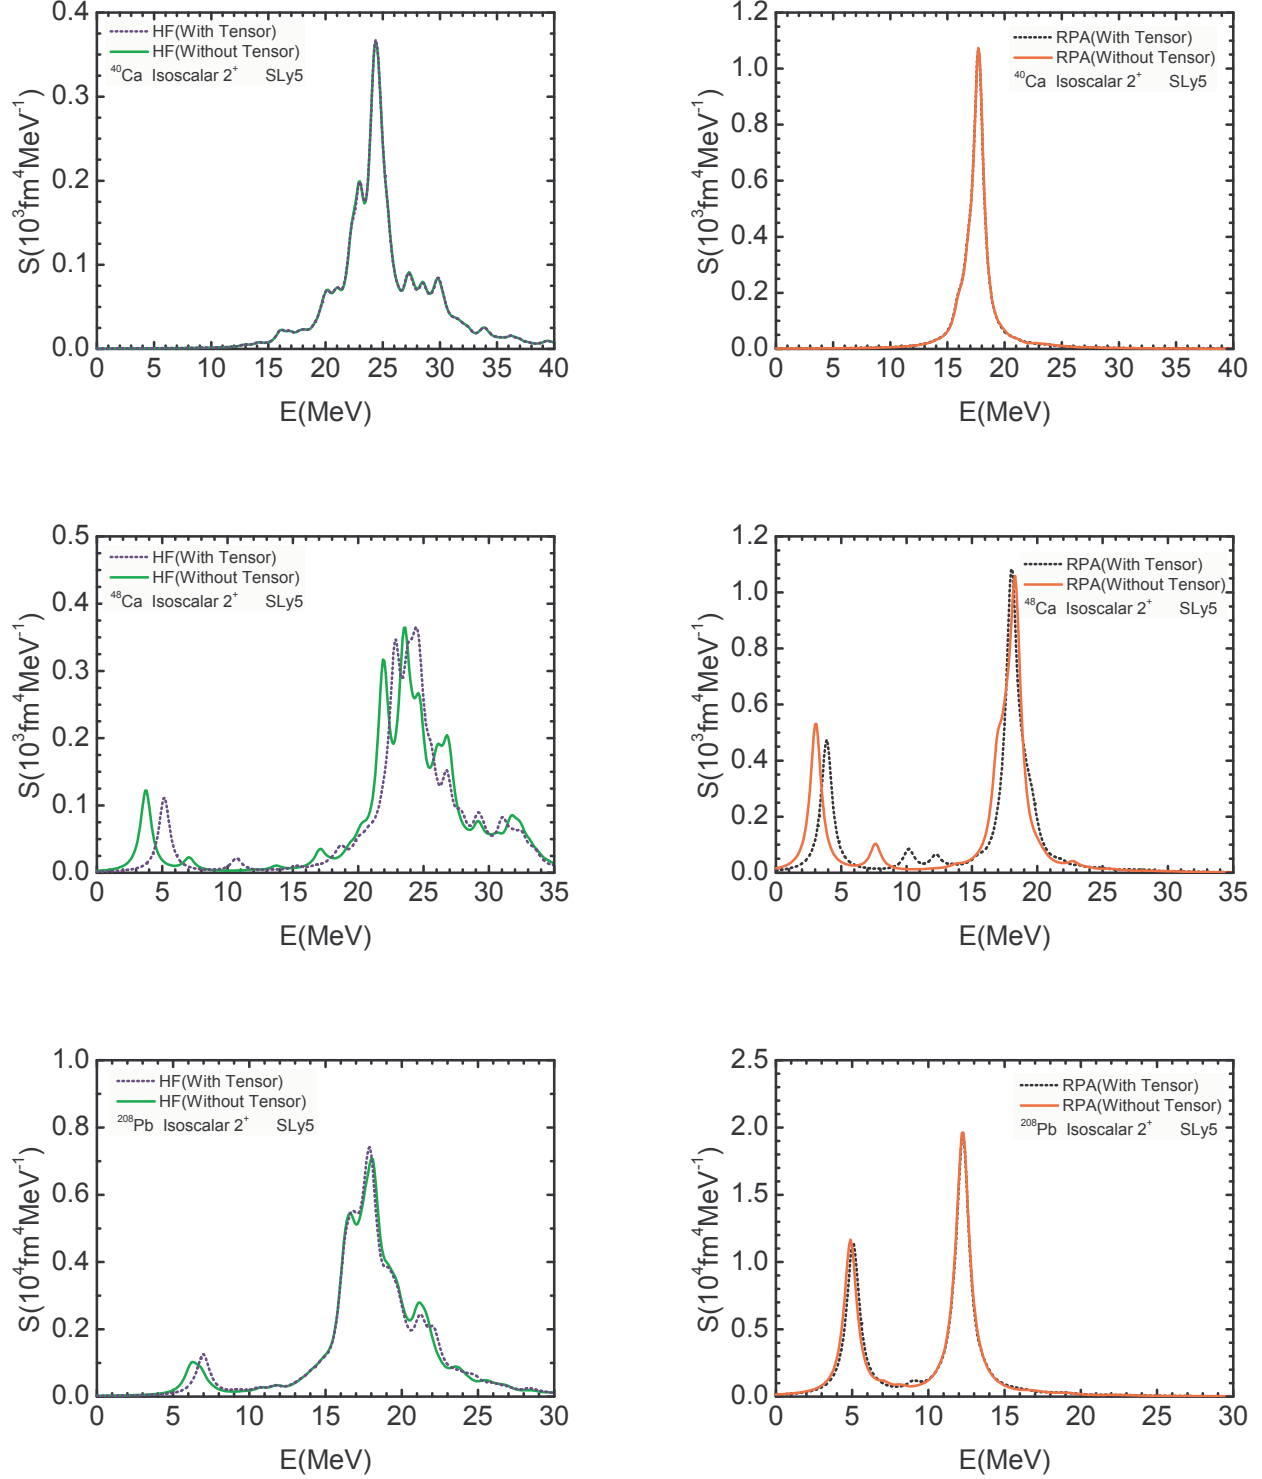 HF(With Tensor)
HF(Without Tensor)
⁴⁰Ca Isoscalar 2⁺ SLy5
0.4
0.3
0.2
0.1
0.0
S(10³fm⁴MeV⁻¹)
0 5 10 15 20 25 30 35 40
E(MeV)
RPA(With Tensor)
RPA(Without Tensor)
⁴⁰Ca Isoscalar 2⁺ SLy5
1.2
1.0
0.8
0.6
0.4
0.2
0.0
S(10³fm⁴MeV⁻¹)
0 5 10 15 20 25 30 35 40
E(MeV)
HF(With Tensor)
HF(Without Tensor)
⁴⁸Ca Isoscalar 2⁺ SLy5
0.5
0.4
0.3
0.2
0.1
0.0
S(10³fm⁴MeV⁻¹)
0 5 10 15 20 25 30 35
E(MeV)
RPA(With Tensor)
RPA(Without Tensor)
⁴⁸Ca Isoscalar 2⁺ SLy5
1.2
1.0
0.8
0.6
0.4
0.2
0.0
S(10³fm⁴MeV⁻¹)
0 5 10 15 20 25 30 35
E(MeV)
HF(With Tensor)
HF(Without Tensor)
²⁰⁸Pb Isoscalar 2⁺ SLy5
1.0
0.8
0.6
0.4
0.2
0.0
S(10⁴fm⁴MeV⁻¹)
0 5 10 15 20 25 30
E(MeV)
RPA(With Tensor)
RPA(Without Tensor)
²⁰⁸Pb Isoscalar 2⁺ SLy5
2.5
2.0
1.5
1.0
0.5
0.0
S(10⁴fm⁴MeV⁻¹)
0 5 10 15 20 25 30
E(MeV)